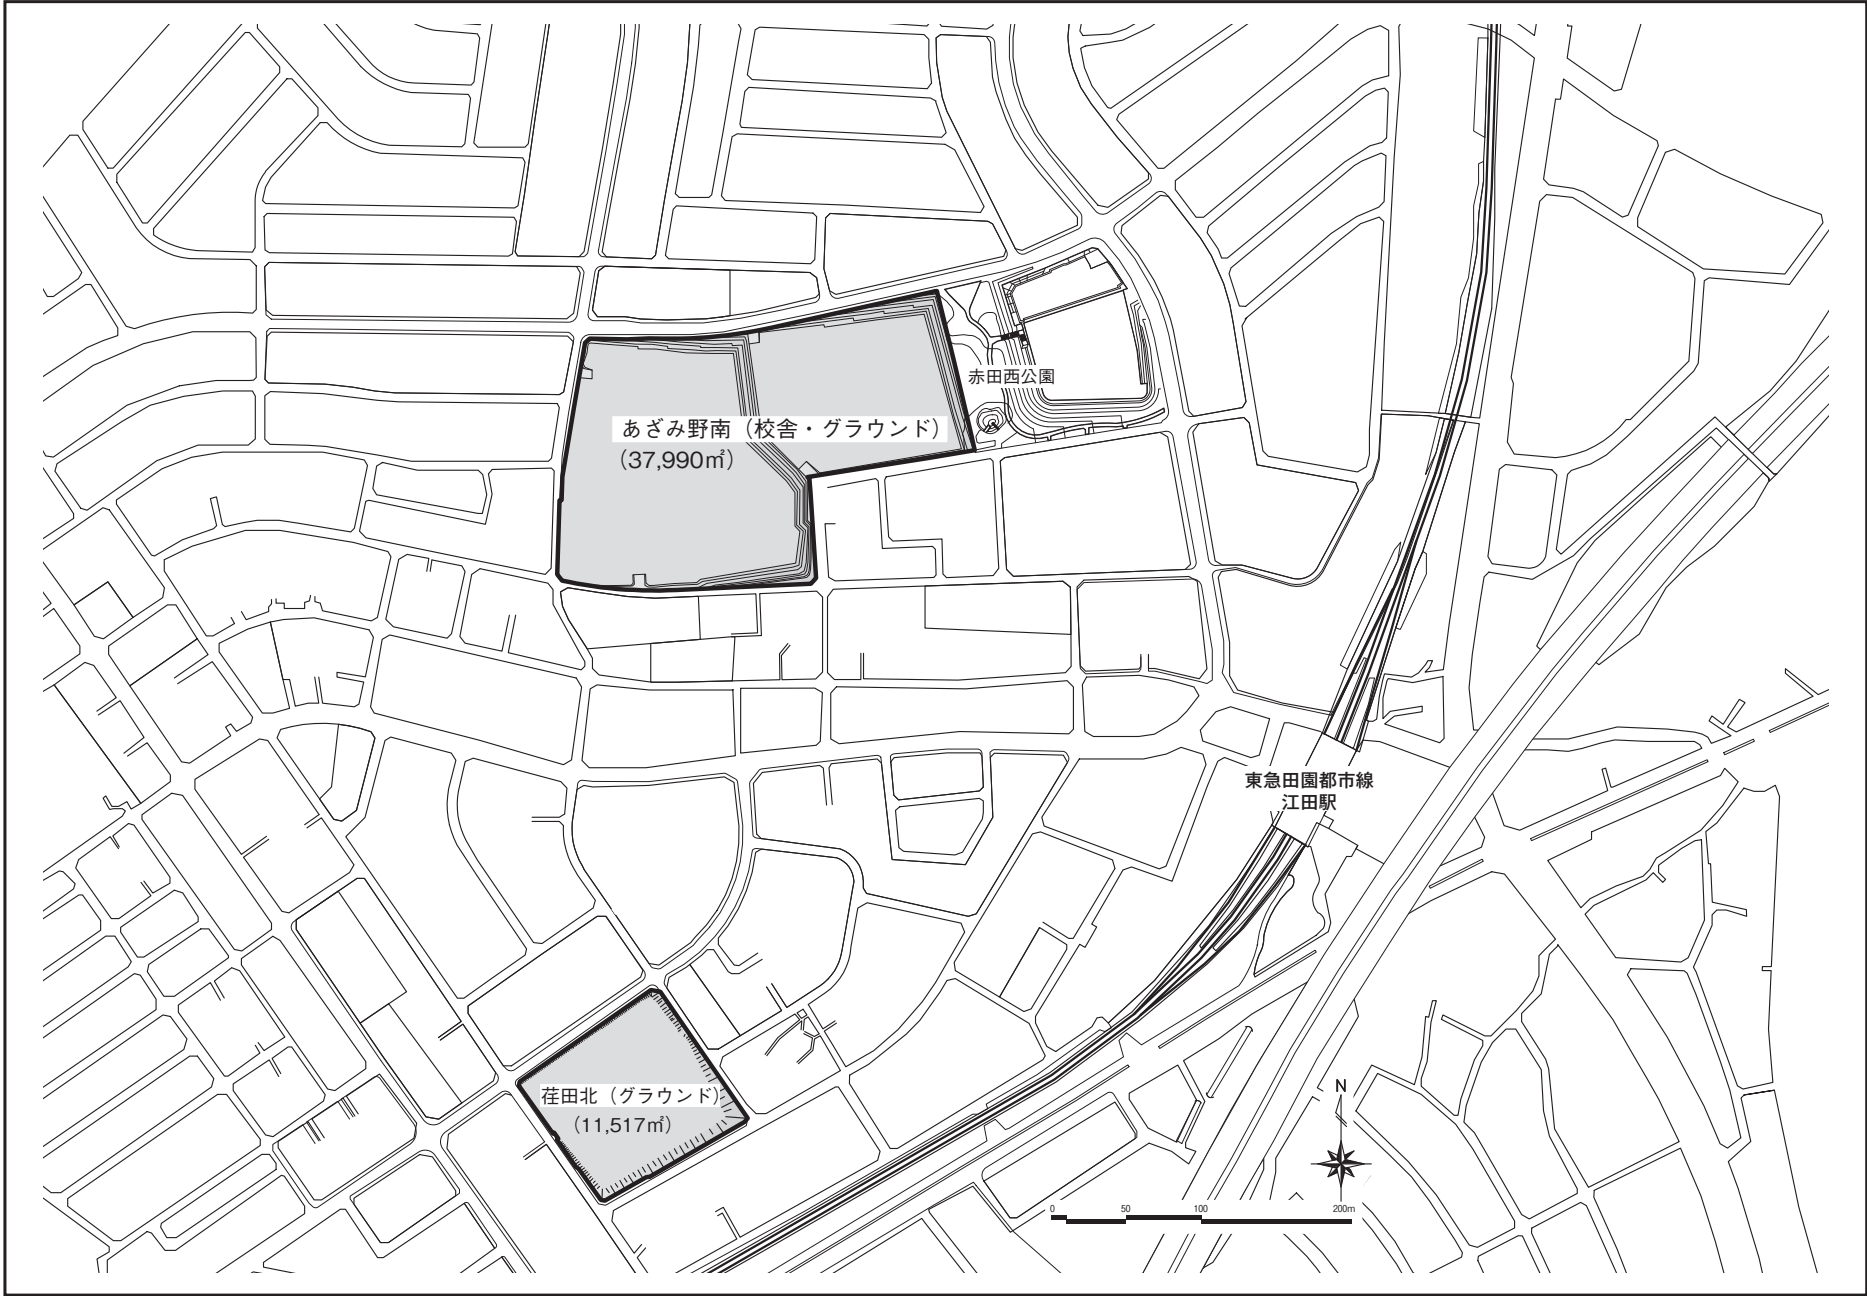 赤田西公園
あざみ野南（校舎・グラウンド）
（37,990㎡）
東急田園都市線
江田駅
荏田北（グラウンド）
（11,517㎡）
N
0 50 100 200m